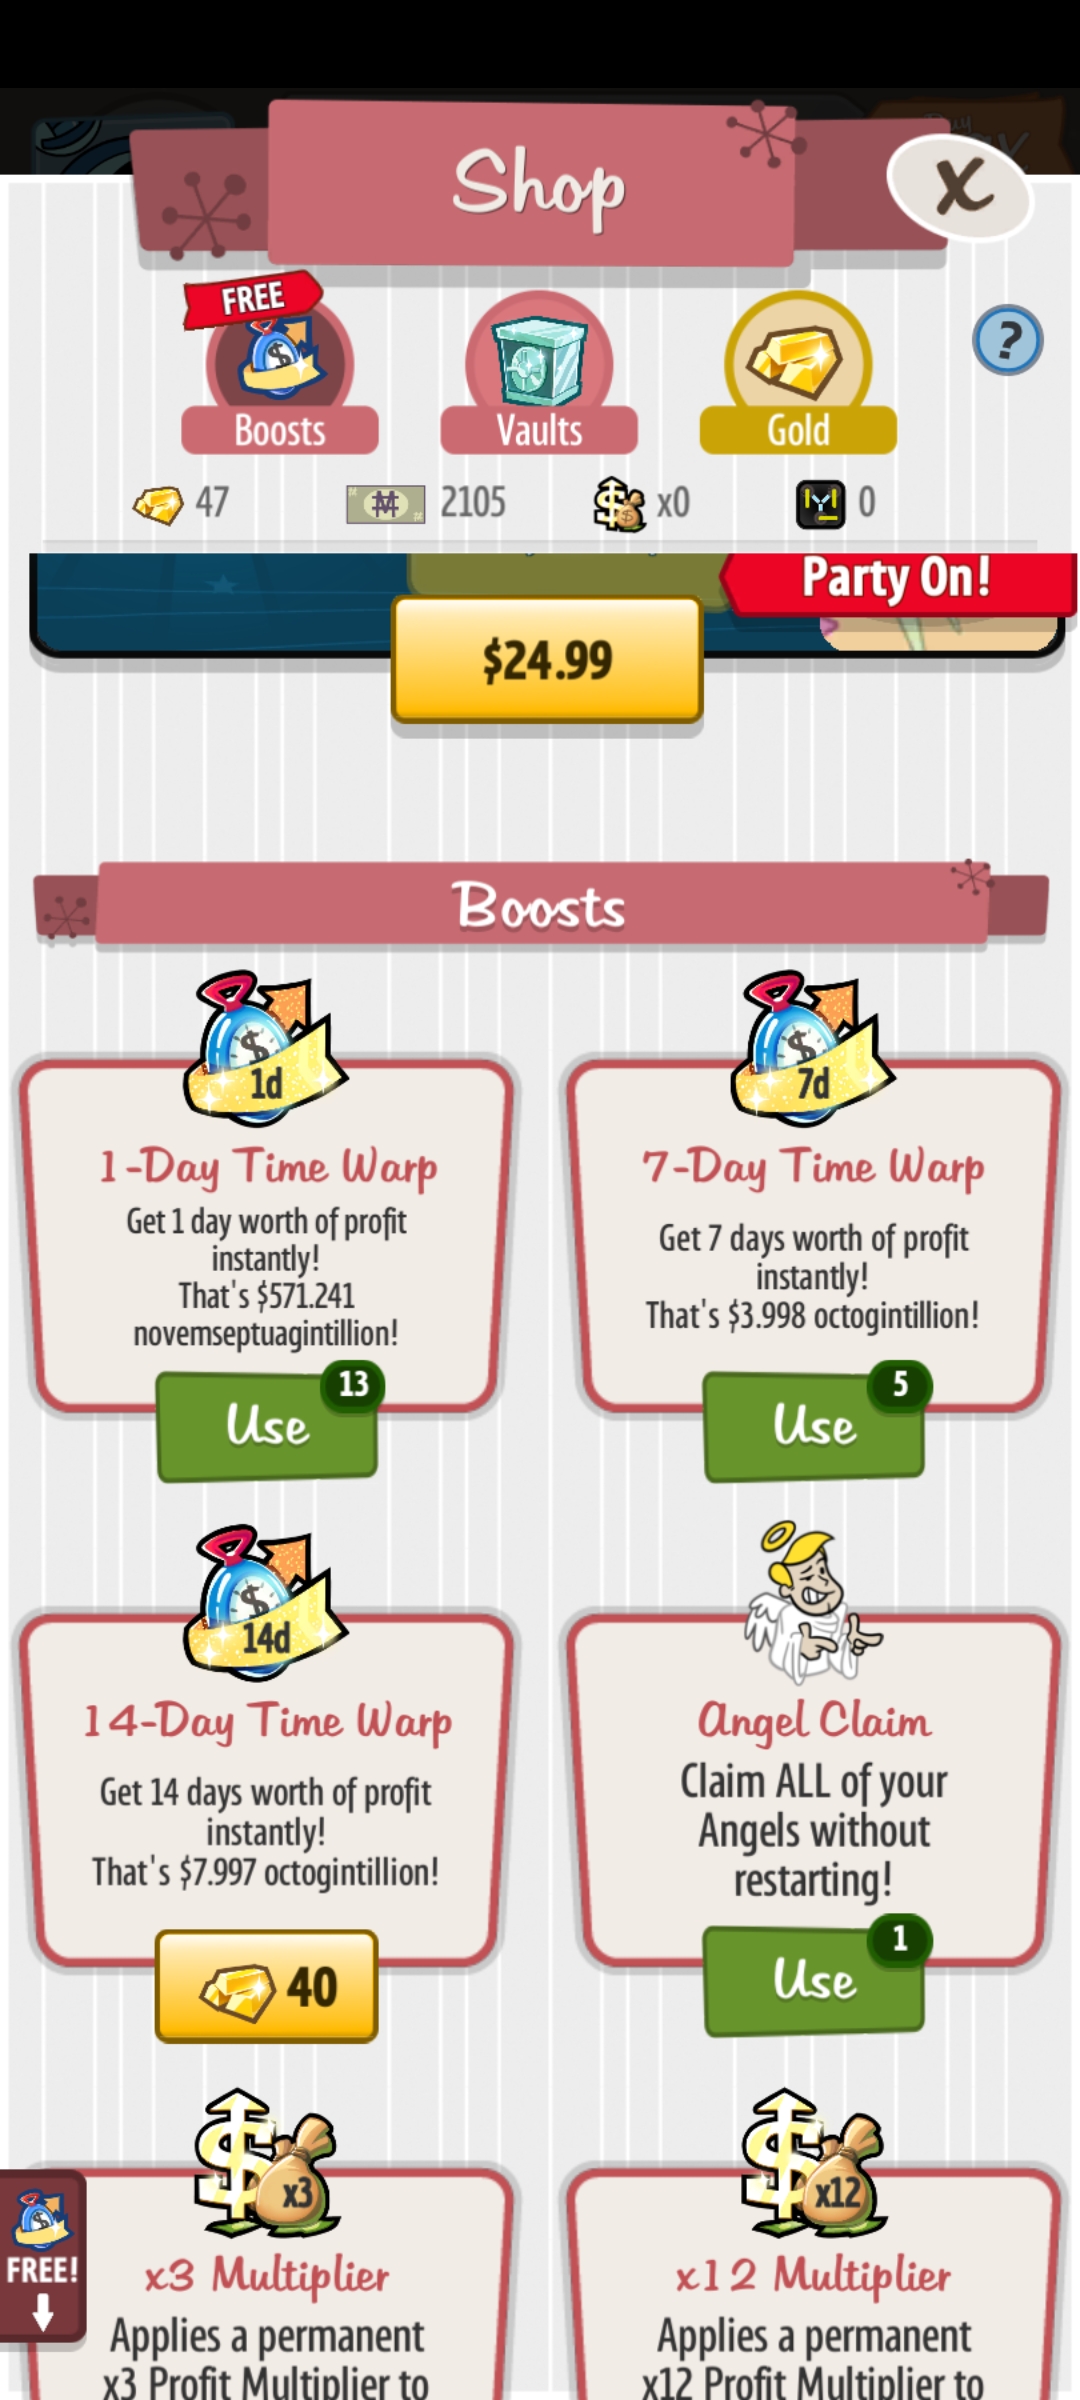 Shop
X
FREE
?
Boosts
Vaults
Gold
47
2105
x0
0
Party On!
$24.99
Boosts
1d
1-Day Time Warp
Get 1 day worth of profit
instantly!
That's $571.241
novemseptuagintillion!
13
Use
7d
7-Day Time Warp
Get 7 days worth of profit
instantly!
That's $3.998 octogintillion!
5
Use
14d
14-Day Time Warp
Get 14 days worth of profit
instantly!
That's $7.997 octogintillion!
40
Angel Claim
Claim ALL of your
Angels without
restarting!
1
Use
FREE!
x3
x3 Multiplier
Applies a permanent
x3 Profit Multiplier to
x12
x12 Multiplier
Applies a permanent
x12 Profit Multiplier to